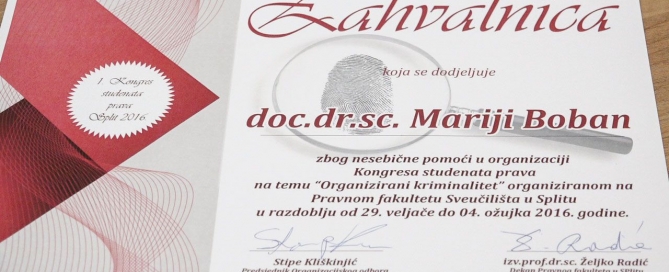 Zahvalnica
1. Kongres
studenata
prava
Split 2016.
koja se dodjeljuje
doc.dr.sc. Mariji Boban
zbog nesebične pomoći u organizaciji
Kongresa studenata prava
na temu "Organizirani kriminalitet" organiziranom na
Pravnom fakultetu Sveučilišta u Splitu
u razdoblju od 29. veljače do 04. ožujka 2016. godine.
Stipe Kliškinjić
Predsjednik Organizacijskog odbora
izv.prof.dr.sc. Željko Radić
Dekan Pravnog fakulteta u Splitu